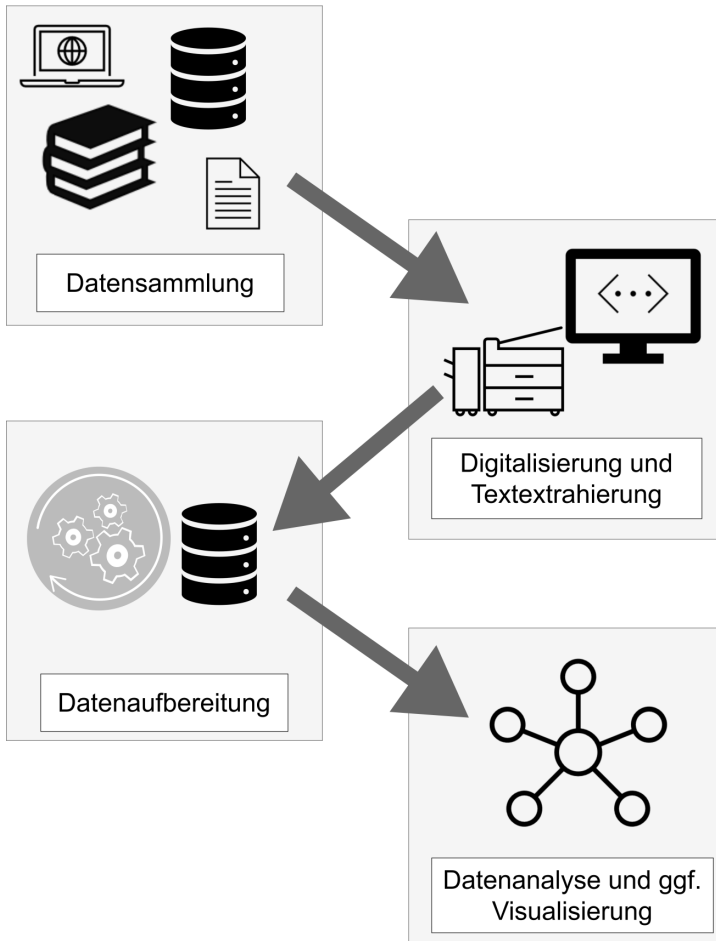 Datensammlung
Digitalisierung und
Textextrahierung
Datenaufbereitung
Datenanalyse und ggf.
Visualisierung